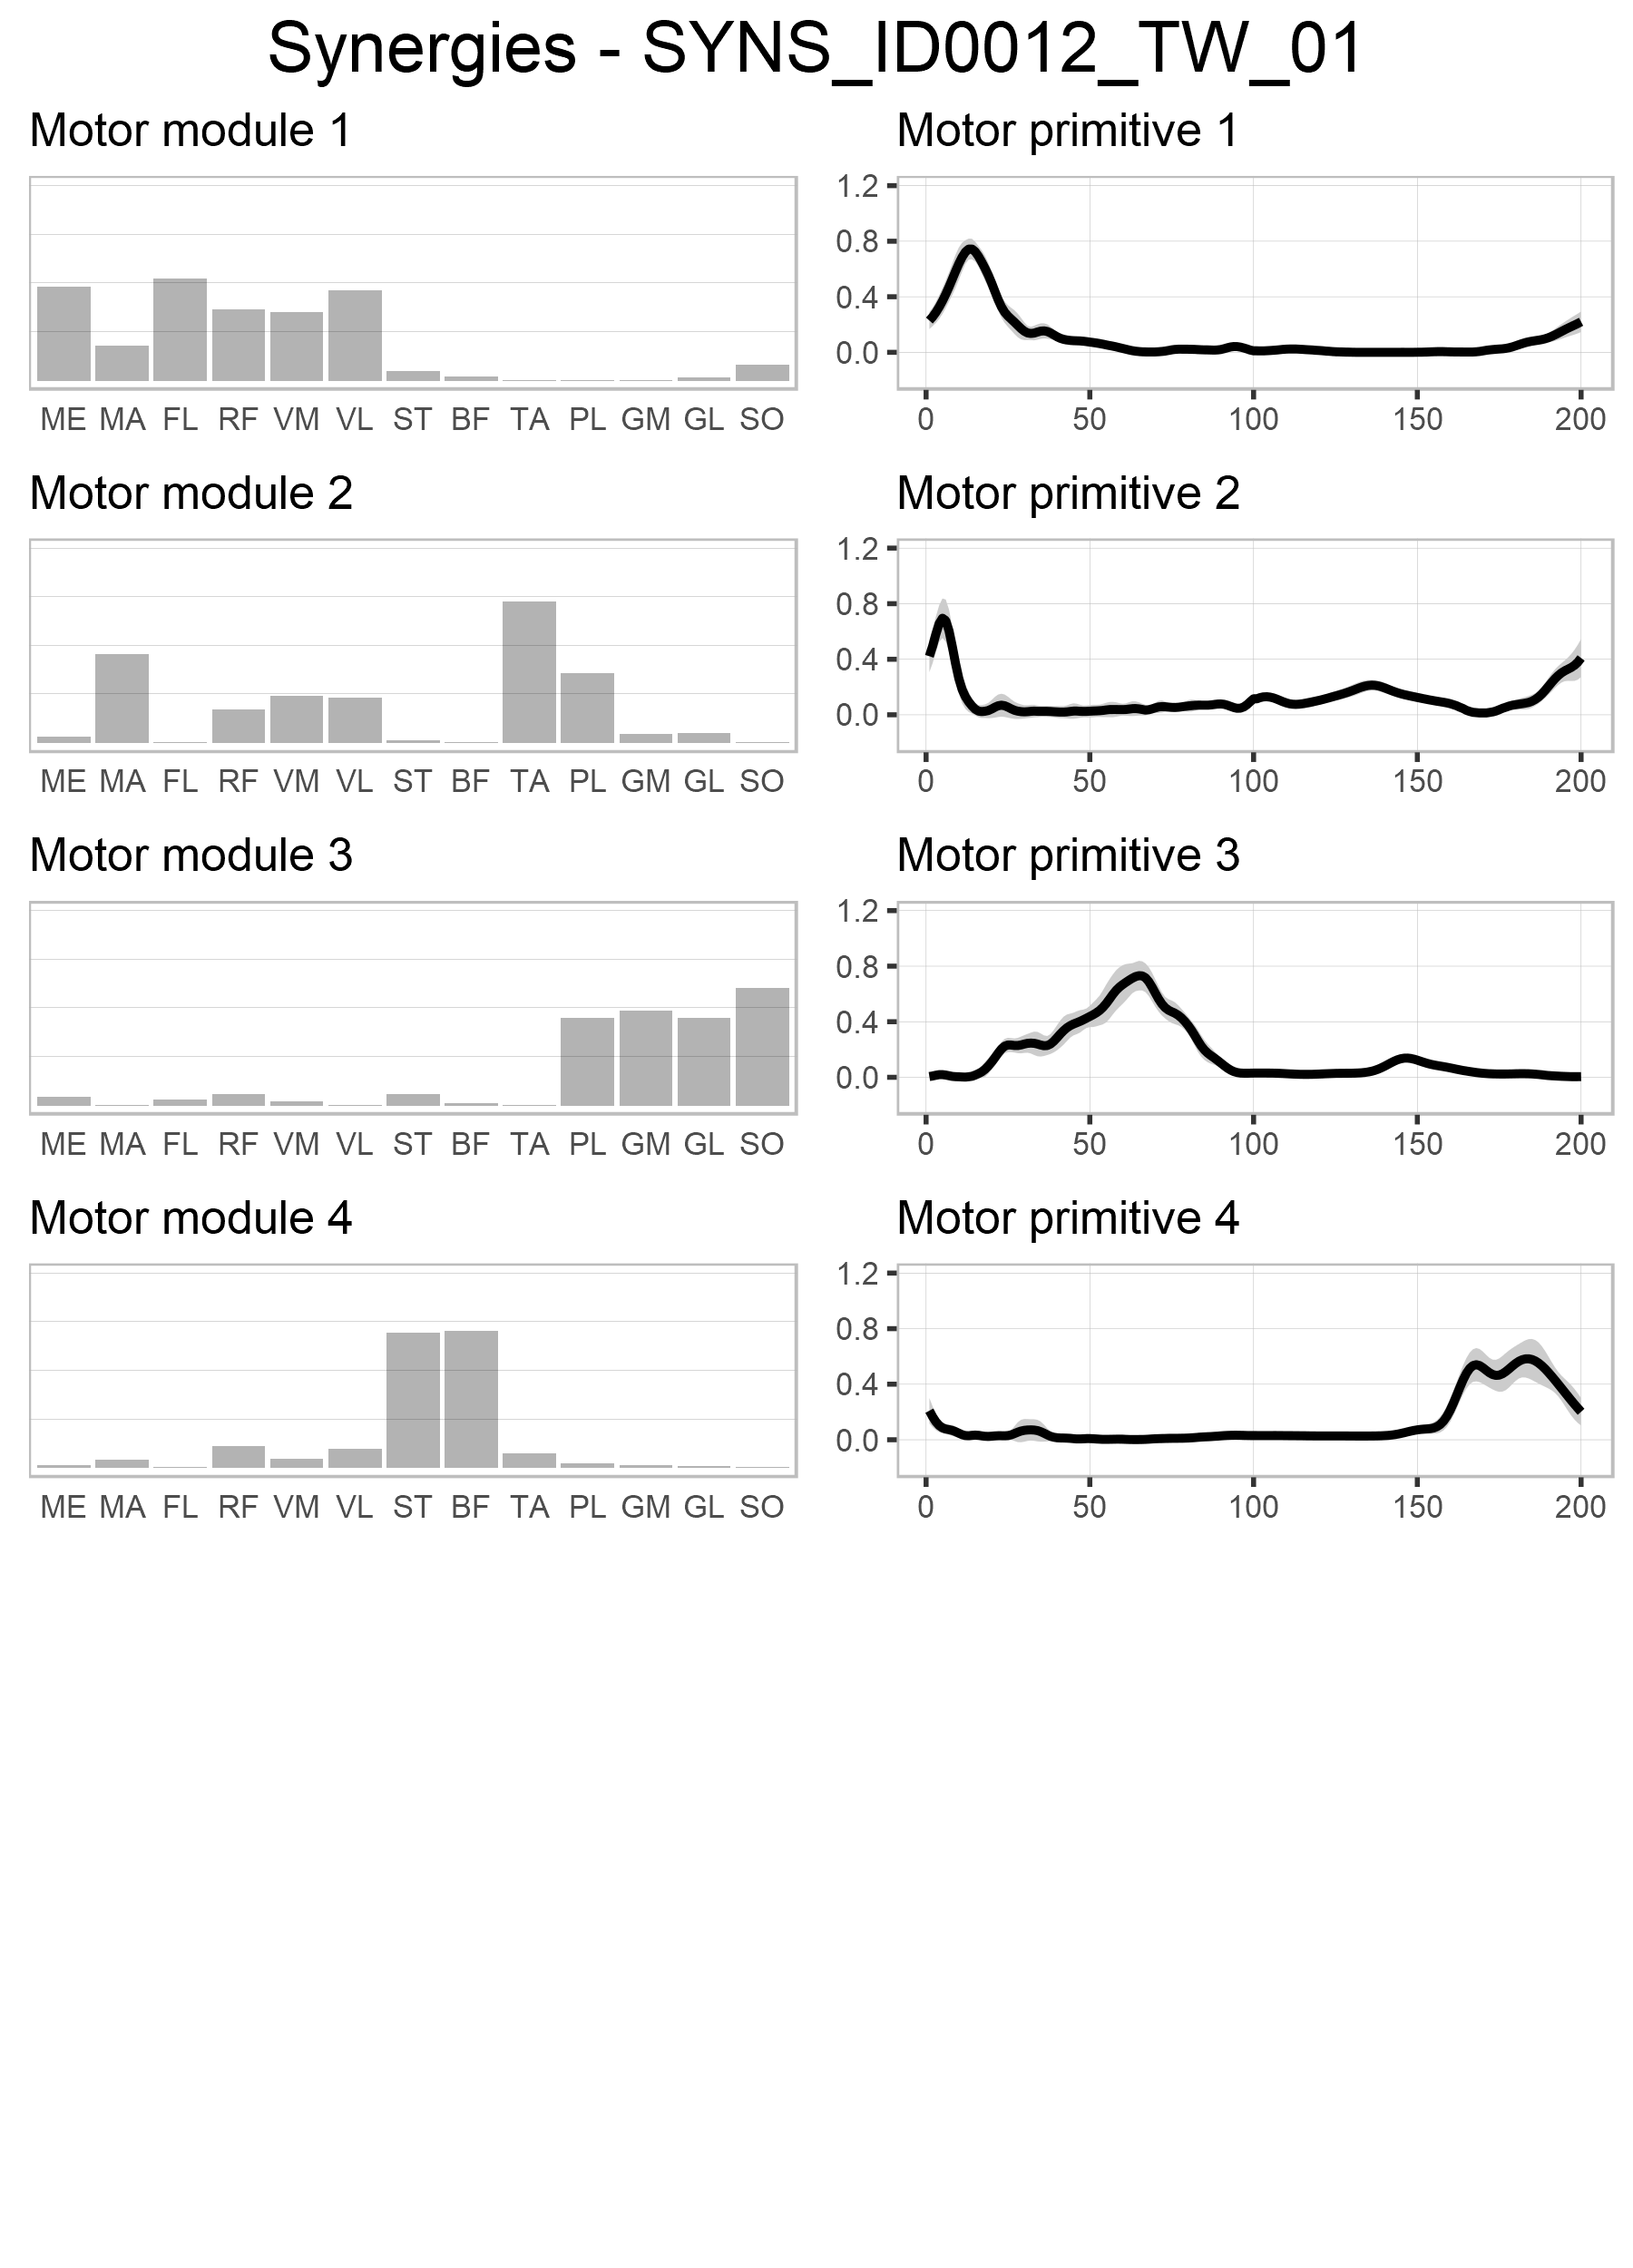 Synergies - SYNS_ID0012_TW_01
Motor module 1
Motor primitive 1
1.2
0.8
0.4
0.0
ME MA FL RF VM VL ST BF TA PL GM GL SO
0 50 100 150 200
Motor module 2
Motor primitive 2
1.2
0.8
0.4
0.0
ME MA FL RF VM VL ST BF TA PL GM GL SO
0 50 100 150 200
Motor module 3
Motor primitive 3
1.2
0.8
0.4
0.0
ME MA FL RF VM VL ST BF TA PL GM GL SO
0 50 100 150 200
Motor module 4
Motor primitive 4
1.2
0.8
0.4
0.0
ME MA FL RF VM VL ST BF TA PL GM GL SO
0 50 100 150 200